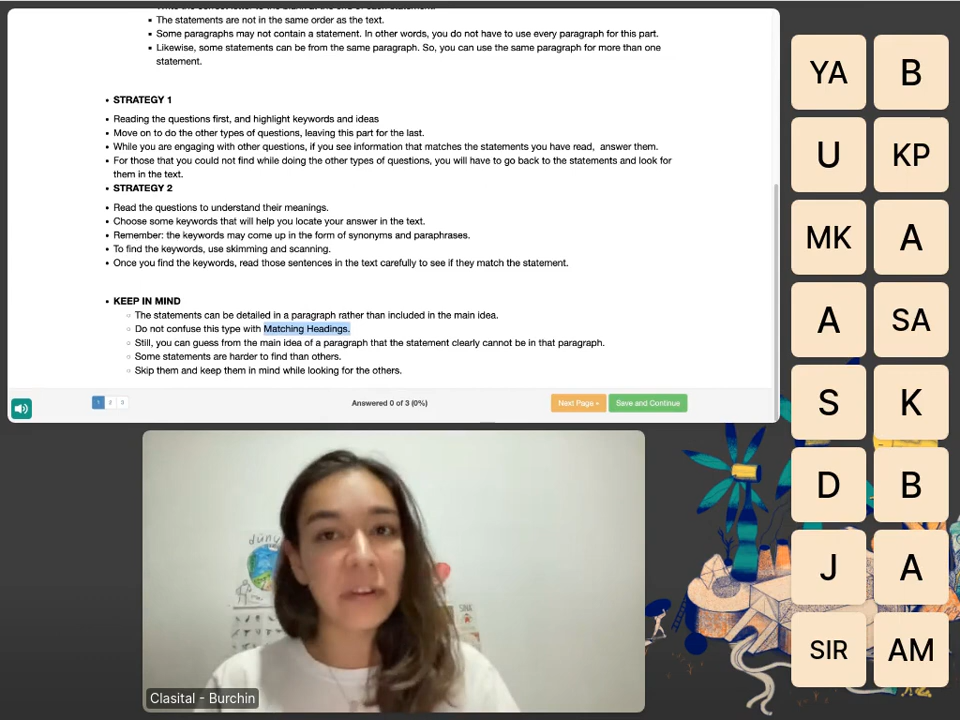 The statements are not in the same order as the text.
Some paragraphs may not contain a statement. In other words, you do not have to use every paragraph for this part.
Likewise, some statements can be from the same paragraph. So, you can use the same paragraph for more than one
statement.
STRATEGY 1
Reading the questions first, and highlight keywords and ideas
Move on to do the other types of questions, leaving this part for the last.
While you are engaging with other questions, if you see information that matches the statements you have read, answer them.
For those that you could not find while doing the other types of questions, you will have to go back to the statements and look for
them in the text.
STRATEGY 2
Read the questions to understand their meanings.
Choose some keywords that will help you locate your answer in the text.
Remember: the keywords may come up in the form of synonyms and paraphrases.
To find the keywords, use skimming and scanning.
Once you find the keywords, read those sentences in the text carefully to see if they match the statement.
KEEP IN MIND
The statements can be detailed in a paragraph rather than included in the main idea.
Do not confuse this type with Matching Headings.
Still, you can guess from the main idea of a paragraph that the statement clearly cannot be in that paragraph.
Some statements are harder to find than others.
Skip them and keep them in mind while looking for the others.
1 2 3
Answered 0 of 3 (0%)
Next Page
Save and Continue
Clasital - Burchin
YA B
U KP
MK A
A SA
S K
D B
J A
SIR AM